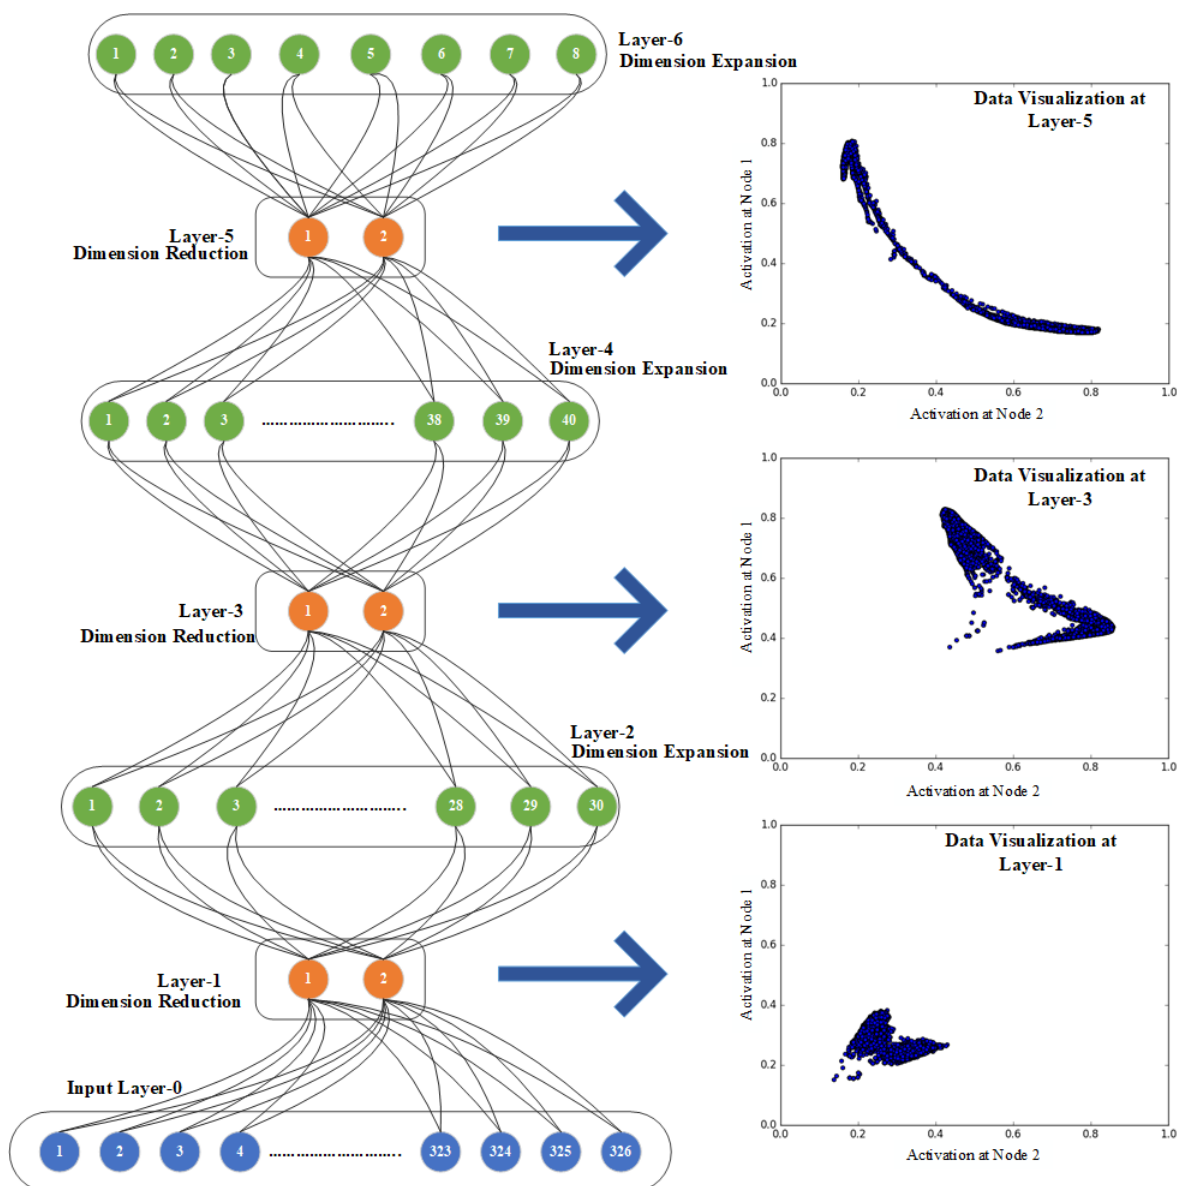 1 2 3 4 5 6 7 8
Layer-6
Dimension Expansion
1 2
Layer-5
Dimension Reduction
Layer-4
Dimension Expansion
1 2 3 ........................... 38 39 40
1 2
Layer-3
Dimension Reduction
Layer-2
Dimension Expansion
1 2 3 ........................... 28 29 30
1 2
Layer-1
Dimension Reduction
Input Layer-0
1 2 3 4 ........................... 323 324 325 326
Data Visualization at
Layer-5
Activation at Node 1
1.0
0.8
0.6
0.4
0.2
0.0
0.0 0.2 0.4 0.6 0.8 1.0
Activation at Node 2
Data Visualization at
Layer-3
Activation at Node 1
1.0
0.8
0.6
0.4
0.2
0.0
0.0 0.2 0.4 0.6 0.8 1.0
Activation at Node 2
Data Visualization at
Layer-1
Activation at Node 1
1.0
0.8
0.6
0.4
0.2
0.0
0.0 0.2 0.4 0.6 0.8 1.0
Activation at Node 2